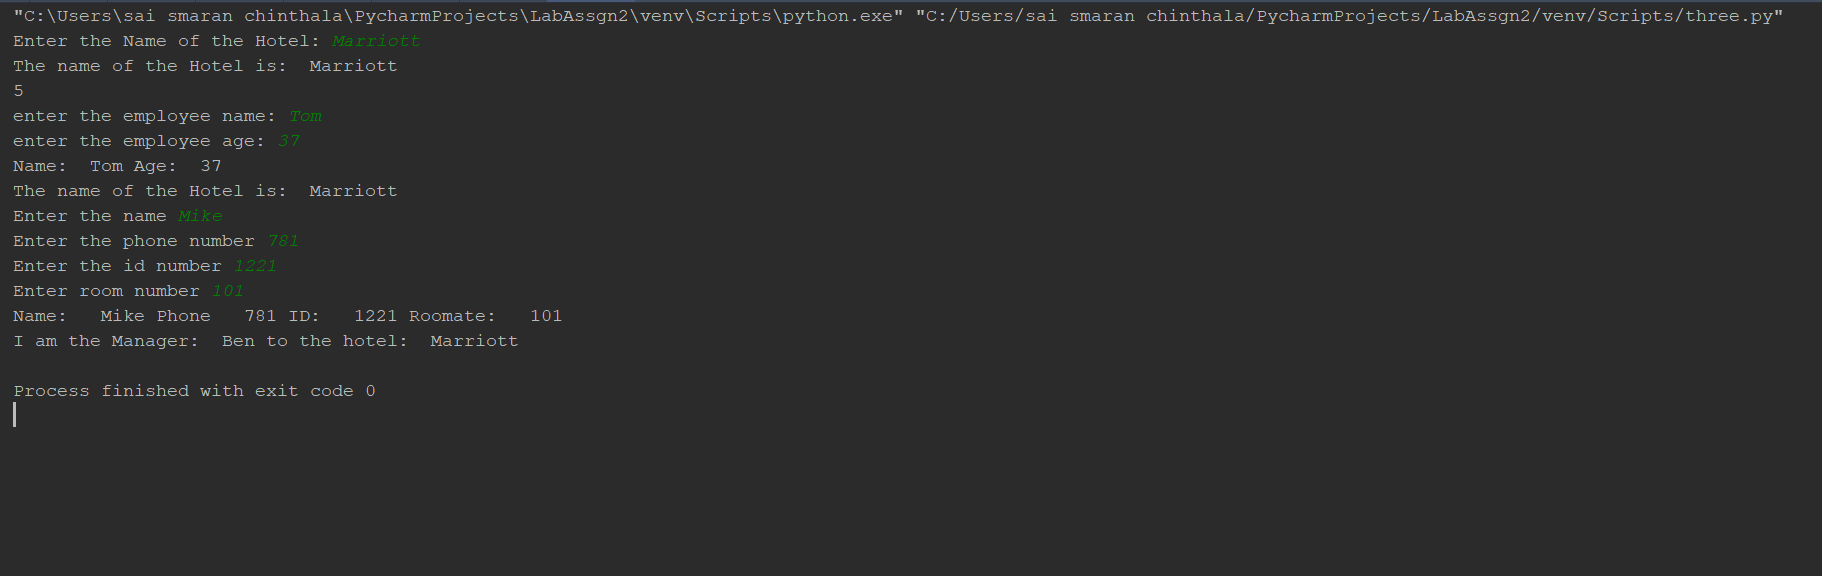 "C:\Users\sai smaran chinthala\PycharmProjects\LabAssgn2\venv\Scripts\python.exe" "C:/Users/sai smaran chinthala/PycharmProjects/LabAssgn2/venv/Scripts/three.py"
Enter the Name of the Hotel: Marriott
The name of the Hotel is:  Marriott
5
enter the employee name: Tom
enter the employee age: 37
Name:  Tom Age:  37
The name of the Hotel is:  Marriott
Enter the name Mike
Enter the phone number 781
Enter the id number 1221
Enter room number 101
Name:   Mike Phone   781 ID:   1221 Roomate:   101
I am the Manager:  Ben to the hotel:  Marriott
Process finished with exit code 0